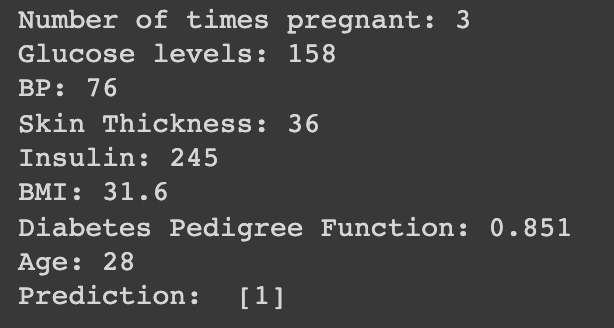 Number of times pregnant: 3
Glucose levels: 158
BP: 76
Skin Thickness: 36
Insulin: 245
BMI: 31.6
Diabetes Pedigree Function: 0.851
Age: 28
Prediction:  [1]